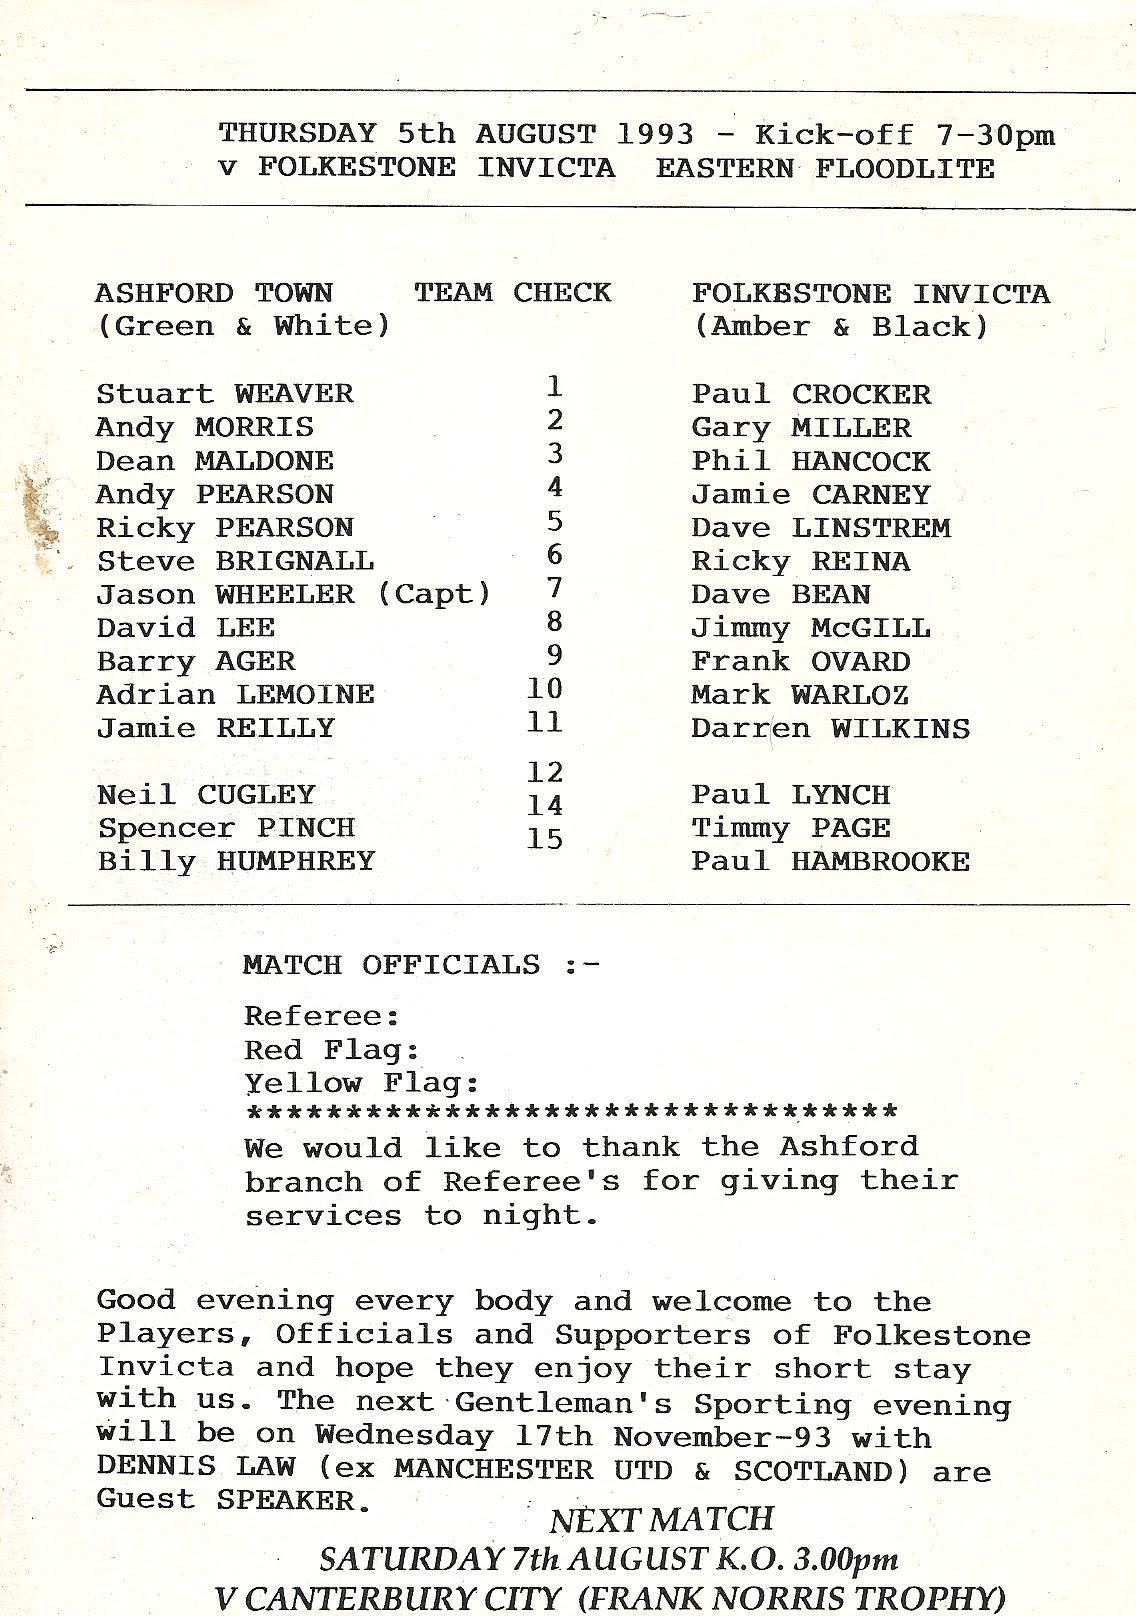 THURSDAY 5th AUGUST 1993 - Kick-off 7-30pm
v FOLKESTONE INVICTA EASTERN FLOODLITE
ASHFORD TOWN TEAM CHECK FOLKESTONE INVICTA
(Green & White) (Amber & Black)
Stuart WEAVER 1 Paul CROCKER
Andy MORRIS 2 Gary MILLER
Dean MALDONE 3 Phil HANCOCK
Andy PEARSON 4 Jamie CARNEY
Ricky PEARSON 5 Dave LINSTREM
Steve BRIGNALL 6 Ricky REINA
Jason WHEELER (Capt) 7 Dave BEAN
David LEE 8 Jimmy McGILL
Barry AGER 9 Frank OVARD
Adrian LEMOINE 10 Mark WARLOZ
Jamie REILLY 11 Darren WILKINS
Neil CUGLEY 12 Paul LYNCH
Spencer PINCH 14 Timmy PAGE
Billy HUMPHREY 15 Paul HAMBROOKE
MATCH OFFICIALS :-
Referee:
Red Flag:
Yellow Flag:
*********************************
We would like to thank the Ashford
branch of Referee's for giving their
services to night.
Good evening every body and welcome to the
Players, Officials and Supporters of Folkestone
Invicta and hope they enjoy their short stay
with us. The next Gentleman's Sporting evening
will be on Wednesday 17th November-93 with
DENNIS LAW (ex MANCHESTER UTD & SCOTLAND) are
Guest SPEAKER.
NEXT MATCH
SATURDAY 7th AUGUST K.O. 3.00pm
V CANTERBURY CITY (FRANK NORRIS TROPHY)